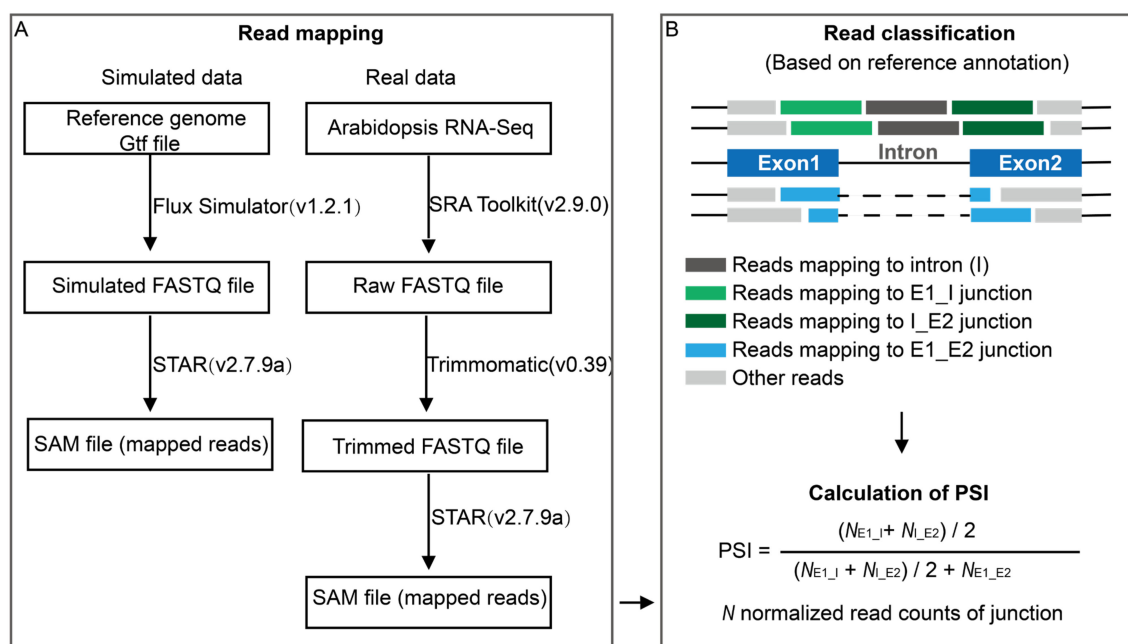 A
Read mapping
Simulated data
Real data
Reference genome
Gtf file
Arabidopsis RNA-Seq
Flux Simulator(v1.2.1)
SRA Toolkit(v2.9.0)
Simulated FASTQ file
Raw FASTQ file
STAR(v2.7.9a)
Trimmomatic(v0.39)
SAM file (mapped reads)
Trimmed FASTQ file
STAR(v2.7.9a)
SAM file (mapped reads)
B
Read classification
(Based on reference annotation)
Intron
Exon1
Exon2
Reads mapping to intron (I)
Reads mapping to E1_I junction
Reads mapping to I_E2 junction
Reads mapping to E1_E2 junction
Other reads
Calculation of PSI
(NE1_I+ NI_E2) / 2
PSI =
(NE1_I + NI_E2) / 2 + NE1_E2
N normalized read counts of junction